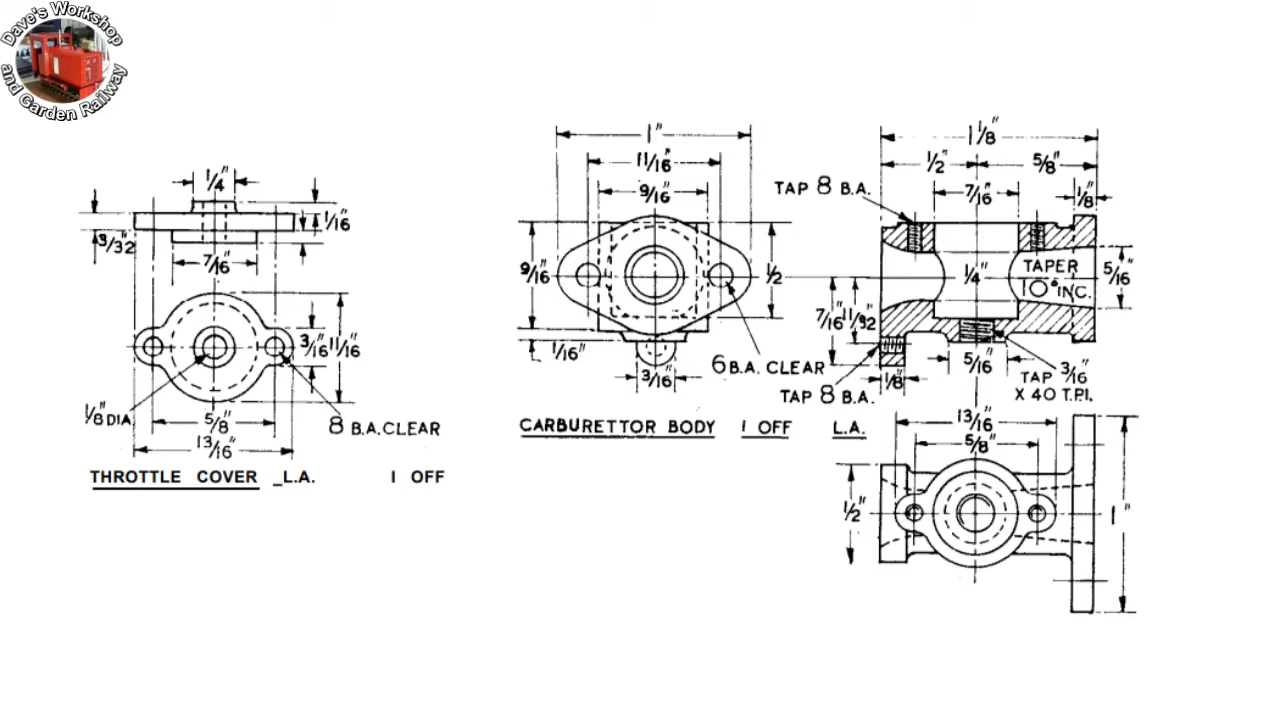 Dave's Workshop
and Garden Railway
1/4"
1/16"
3/32"
7/16"
3/16"
11/16"
1/8" DIA
5/8"
13/16"
8 B.A. CLEAR
THROTTLE COVER _L.A. 1 OFF
1"
11/16"
9/16"
9/16"
1/2
1/16"
3/16"
6 B.A. CLEAR
CARBURETTOR BODY 1 OFF L.A.
1 1/8"
1/2"
5/8"
TAP 8 B.A.
7/16"
1/8"
1/4"
TAPER
10° INC.
5/16"
7/16"
11/32"
1/8"
TAP 8 B.A.
5/16"
TAP 3/16"
X 40 T.P.I.
13/16"
5/8"
1/2"
1"